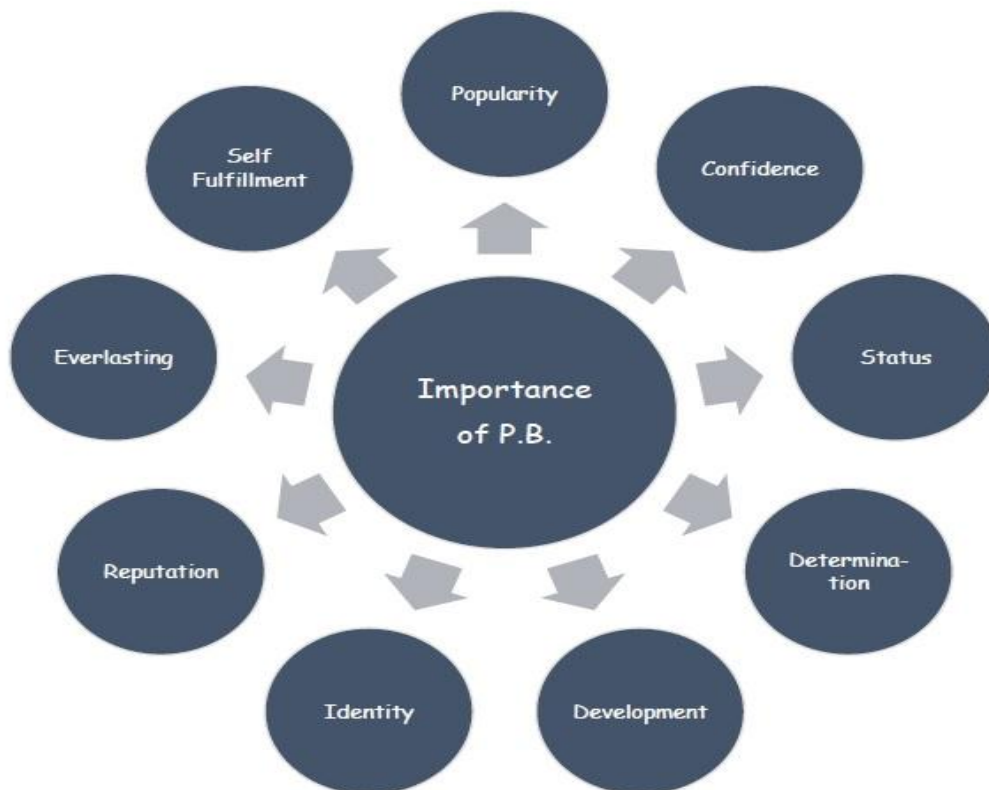 Popularity
Confidence
Status
Determina-
tion
Development
Identity
Reputation
Everlasting
Self
Fulfillment
Importance
of P.B.